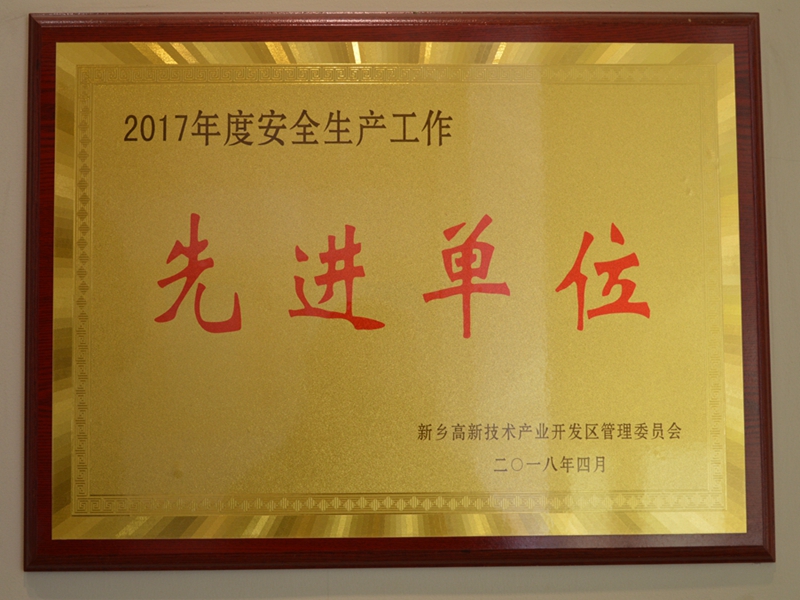 2017年度安全生产工作
先进单位
新乡高新技术产业开发区管理委员会
二〇一八年四月